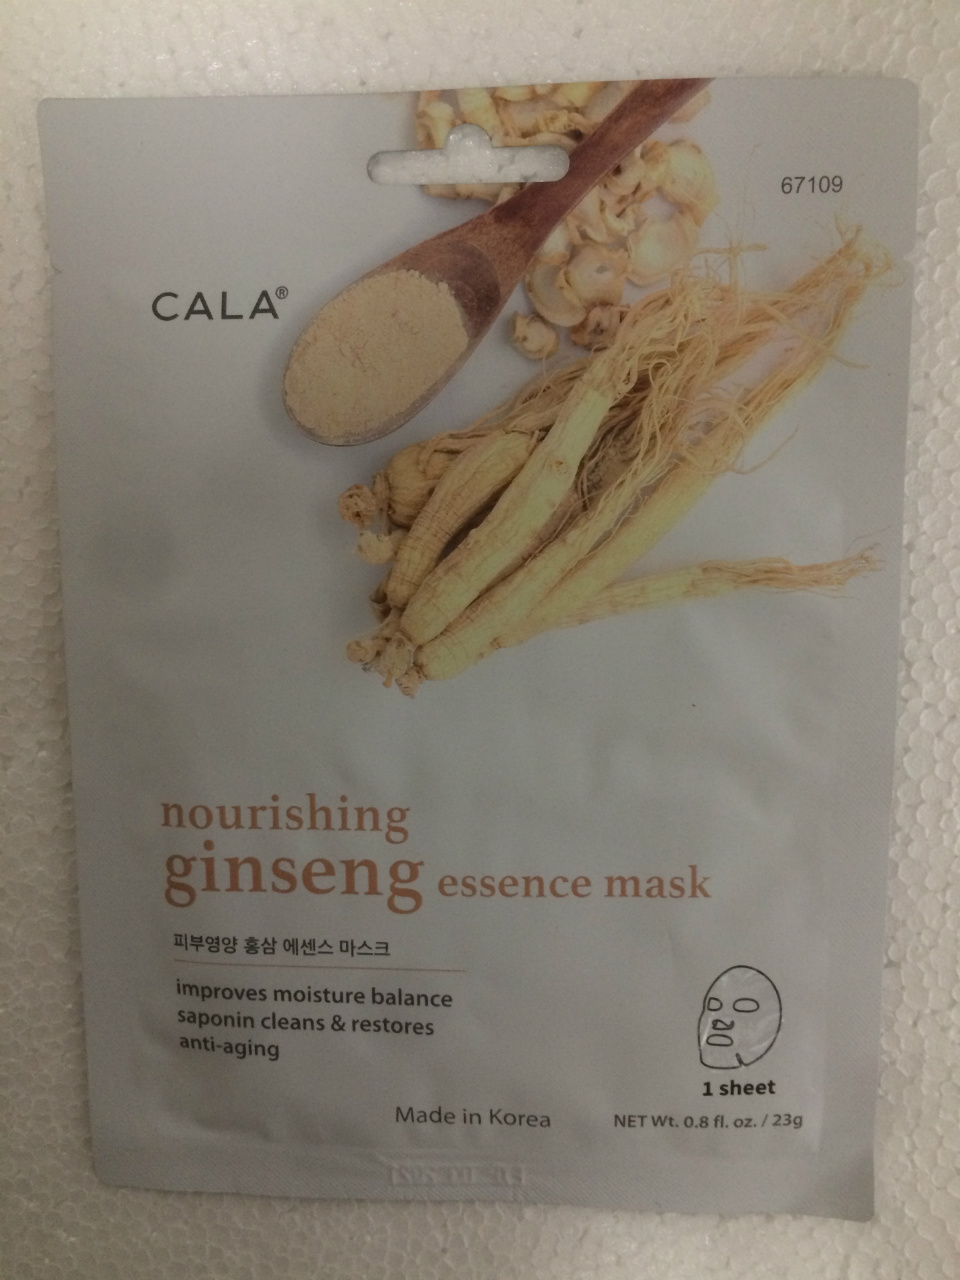 67109
CALA®
nourishing
ginseng essence mask
피부영양 홍삼 에센스 마스크
improves moisture balance
saponin cleans & restores
anti-aging
1 sheet
Made in Korea
NET Wt. 0.8 fl. oz. / 23g